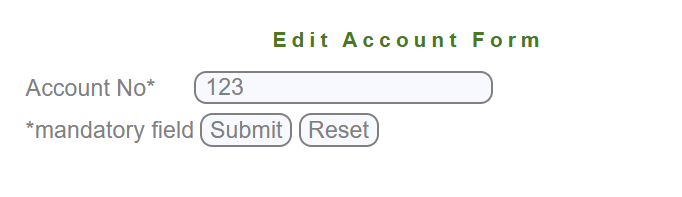 Edit Account Form
Account No* 123
*mandatory field Submit Reset